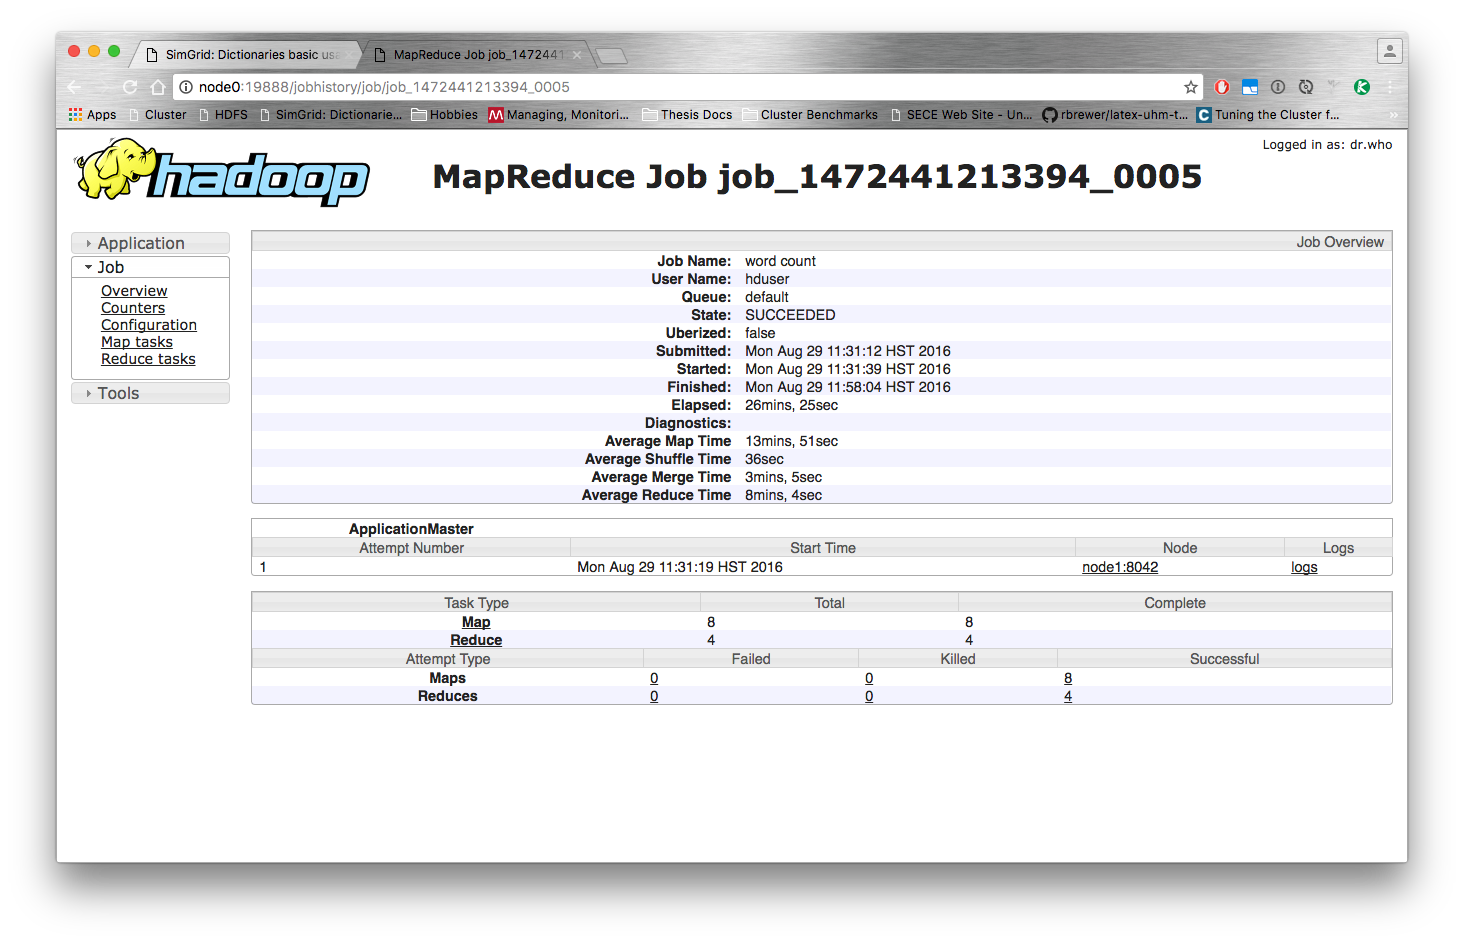 SimGrid: Dictionaries basic usa
MapReduce Job job_1472441
node0:19888/jobhistory/job/job_1472441213394_0005
Apps Cluster HDFS SimGrid: Dictionarie... Hobbies Managing, Monitori... Thesis Docs Cluster Benchmarks SECE Web Site - Un... rbrewer/latex-uhm-t... Tuning the Cluster f... »
Logged in as: dr.who
hadoop
MapReduce Job job_1472441213394_0005
Application
Job
Overview
Counters
Configuration
Map tasks
Reduce tasks
Tools
Job Overview
Job Name: word count
User Name: hduser
Queue: default
State: SUCCEEDED
Uberized: false
Submitted: Mon Aug 29 11:31:12 HST 2016
Started: Mon Aug 29 11:31:39 HST 2016
Finished: Mon Aug 29 11:58:04 HST 2016
Elapsed: 26mins, 25sec
Diagnostics:
Average Map Time 13mins, 51sec
Average Shuffle Time 36sec
Average Merge Time 3mins, 5sec
Average Reduce Time 8mins, 4sec
ApplicationMaster
Attempt Number Start Time Node Logs
1 Mon Aug 29 11:31:19 HST 2016 node1:8042 logs
Task Type Total Complete
Map 8 8
Reduce 4 4
Attempt Type Failed Killed Successful
Maps 0 0 8
Reduces 0 0 4